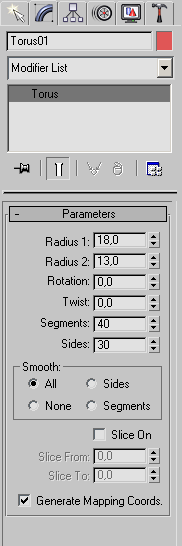 Torus01
Modifier List
Torus
- Parameters
Radius 1: 18,0
Radius 2: 13,0
Rotation: 0,0
Twist: 0,0
Segments: 40
Sides: 30
Smooth:
All Sides
None Segments
Slice On
Slice From: 0,0
Slice To: 0,0
Generate Mapping Coords.